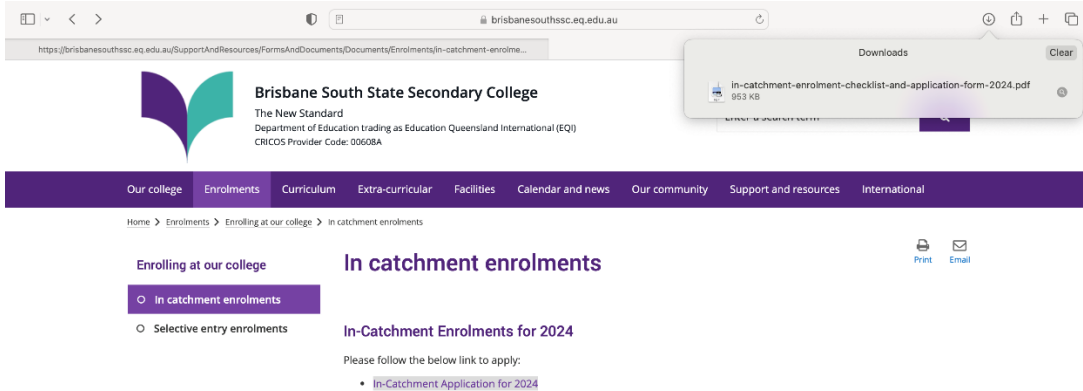 brisbanesouthssc.eq.edu.au
https://brisbanesouthssc.eq.edu.au/SupportAndResources/FormsAndDocuments/Documents/Enrolments/in-catchment-enrolme...
Downloads
Clear
in-catchment-enrolment-checklist-and-application-form-2024.pdf
953 KB
Brisbane South State Secondary College
The New Standard
Department of Education trading as Education Queensland International (EQI)
CRICOS Provider Code: 00608A
Enter a search term
Our college Enrolments Curriculum Extra-curricular Facilities Calendar and news Our community Support and resources International
Home > Enrolments > Enrolling at our college > In catchment enrolments
Print Email
Enrolling at our college
In catchment enrolments
Selective entry enrolments
In catchment enrolments
In-Catchment Enrolments for 2024
Please follow the below link to apply:
• In-Catchment Application for 2024